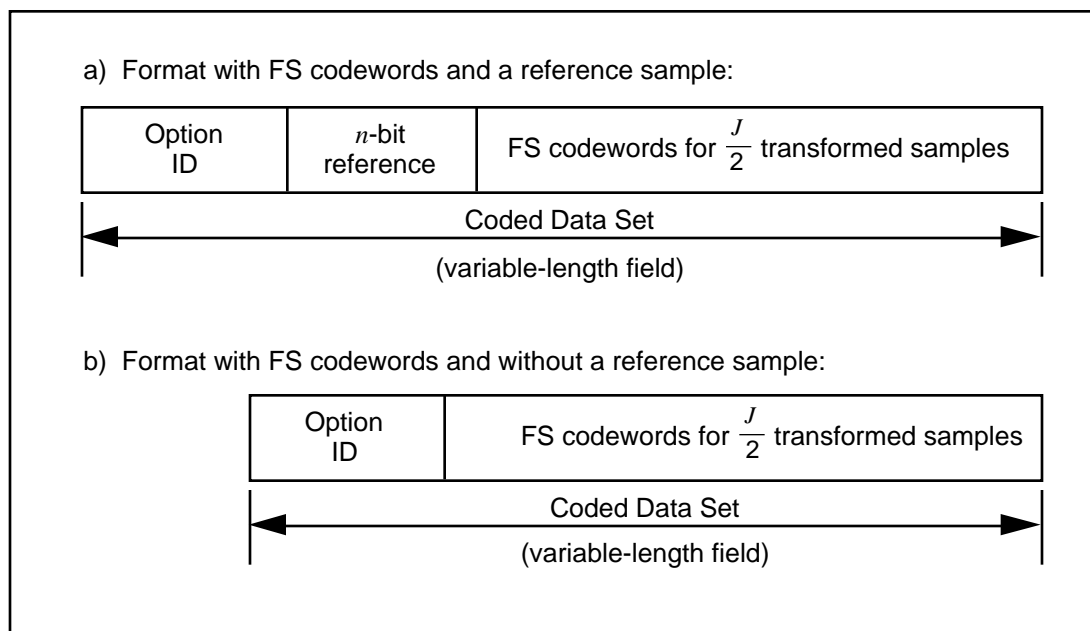 a) Format with FS codewords and a reference sample:
Option
ID
n-bit
reference
FS codewords for J/2 transformed samples
Coded Data Set
(variable-length field)
b) Format with FS codewords and without a reference sample:
Option
ID
FS codewords for J/2 transformed samples
Coded Data Set
(variable-length field)